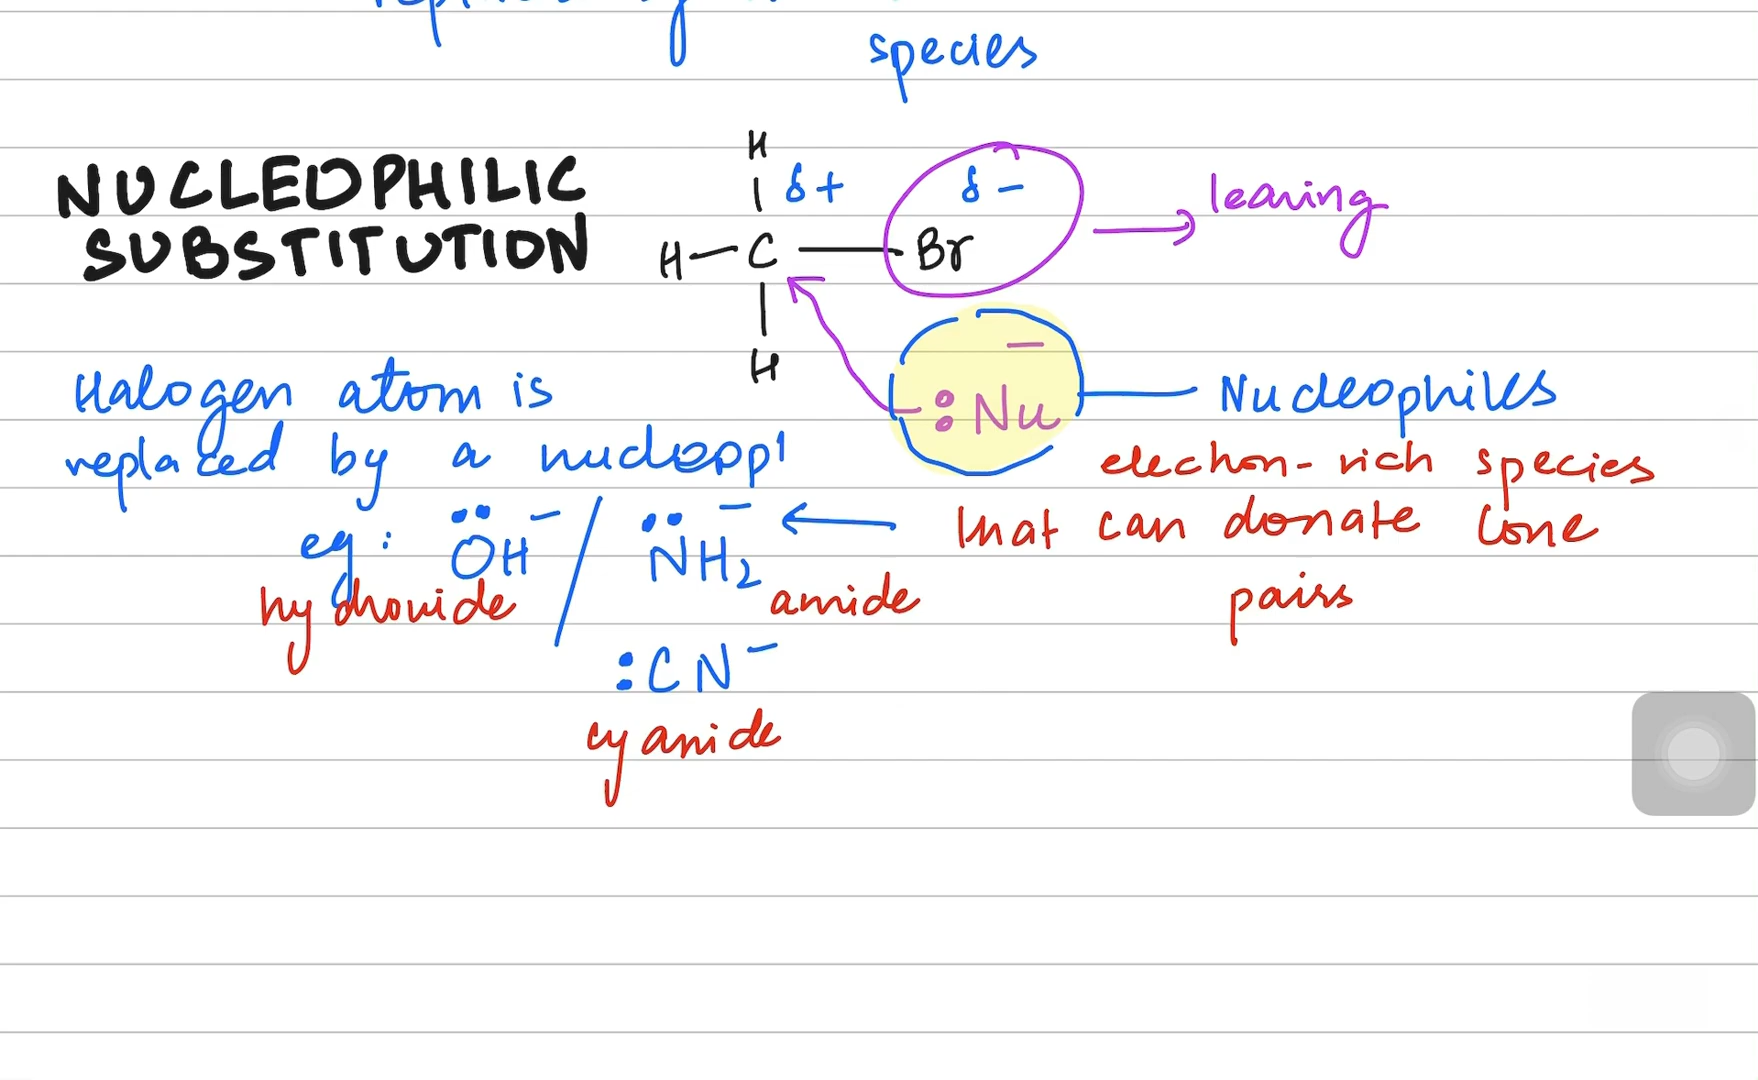 species
NUCLEOPHILIC
SUBSTITUTION
H
δ+ δ-
H-C-Br
H
leaving
:Nu⁻
Nucleophiles
electron-rich species
that can donate lone
pairs
Halogen atom is
replaced by a nucleoph
eg: ÖH⁻ / N̈H₂⁻
hydroxide amide
:CN⁻
cyanide